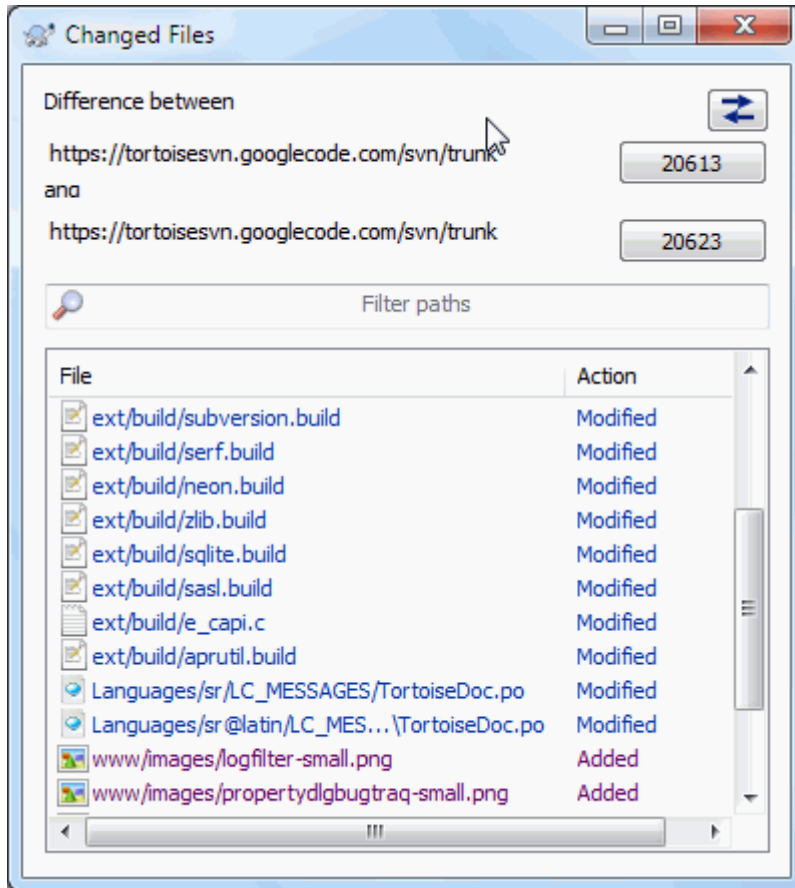 Changed Files
Difference between
https://tortoisesvn.googlecode.com/svn/trunk
20613
and
https://tortoisesvn.googlecode.com/svn/trunk
20623
Filter paths
File Action
ext/build/subversion.build Modified
ext/build/serf.build Modified
ext/build/neon.build Modified
ext/build/zlib.build Modified
ext/build/sqlite.build Modified
ext/build/sasl.build Modified
ext/build/e_capi.c Modified
ext/build/aprutil.build Modified
Languages/sr/LC_MESSAGES/TortoiseDoc.po Modified
Languages/sr@latin/LC_MES...\TortoiseDoc.po Modified
www/images/logfilter-small.png Added
www/images/propertydlgbugtraq-small.png Added